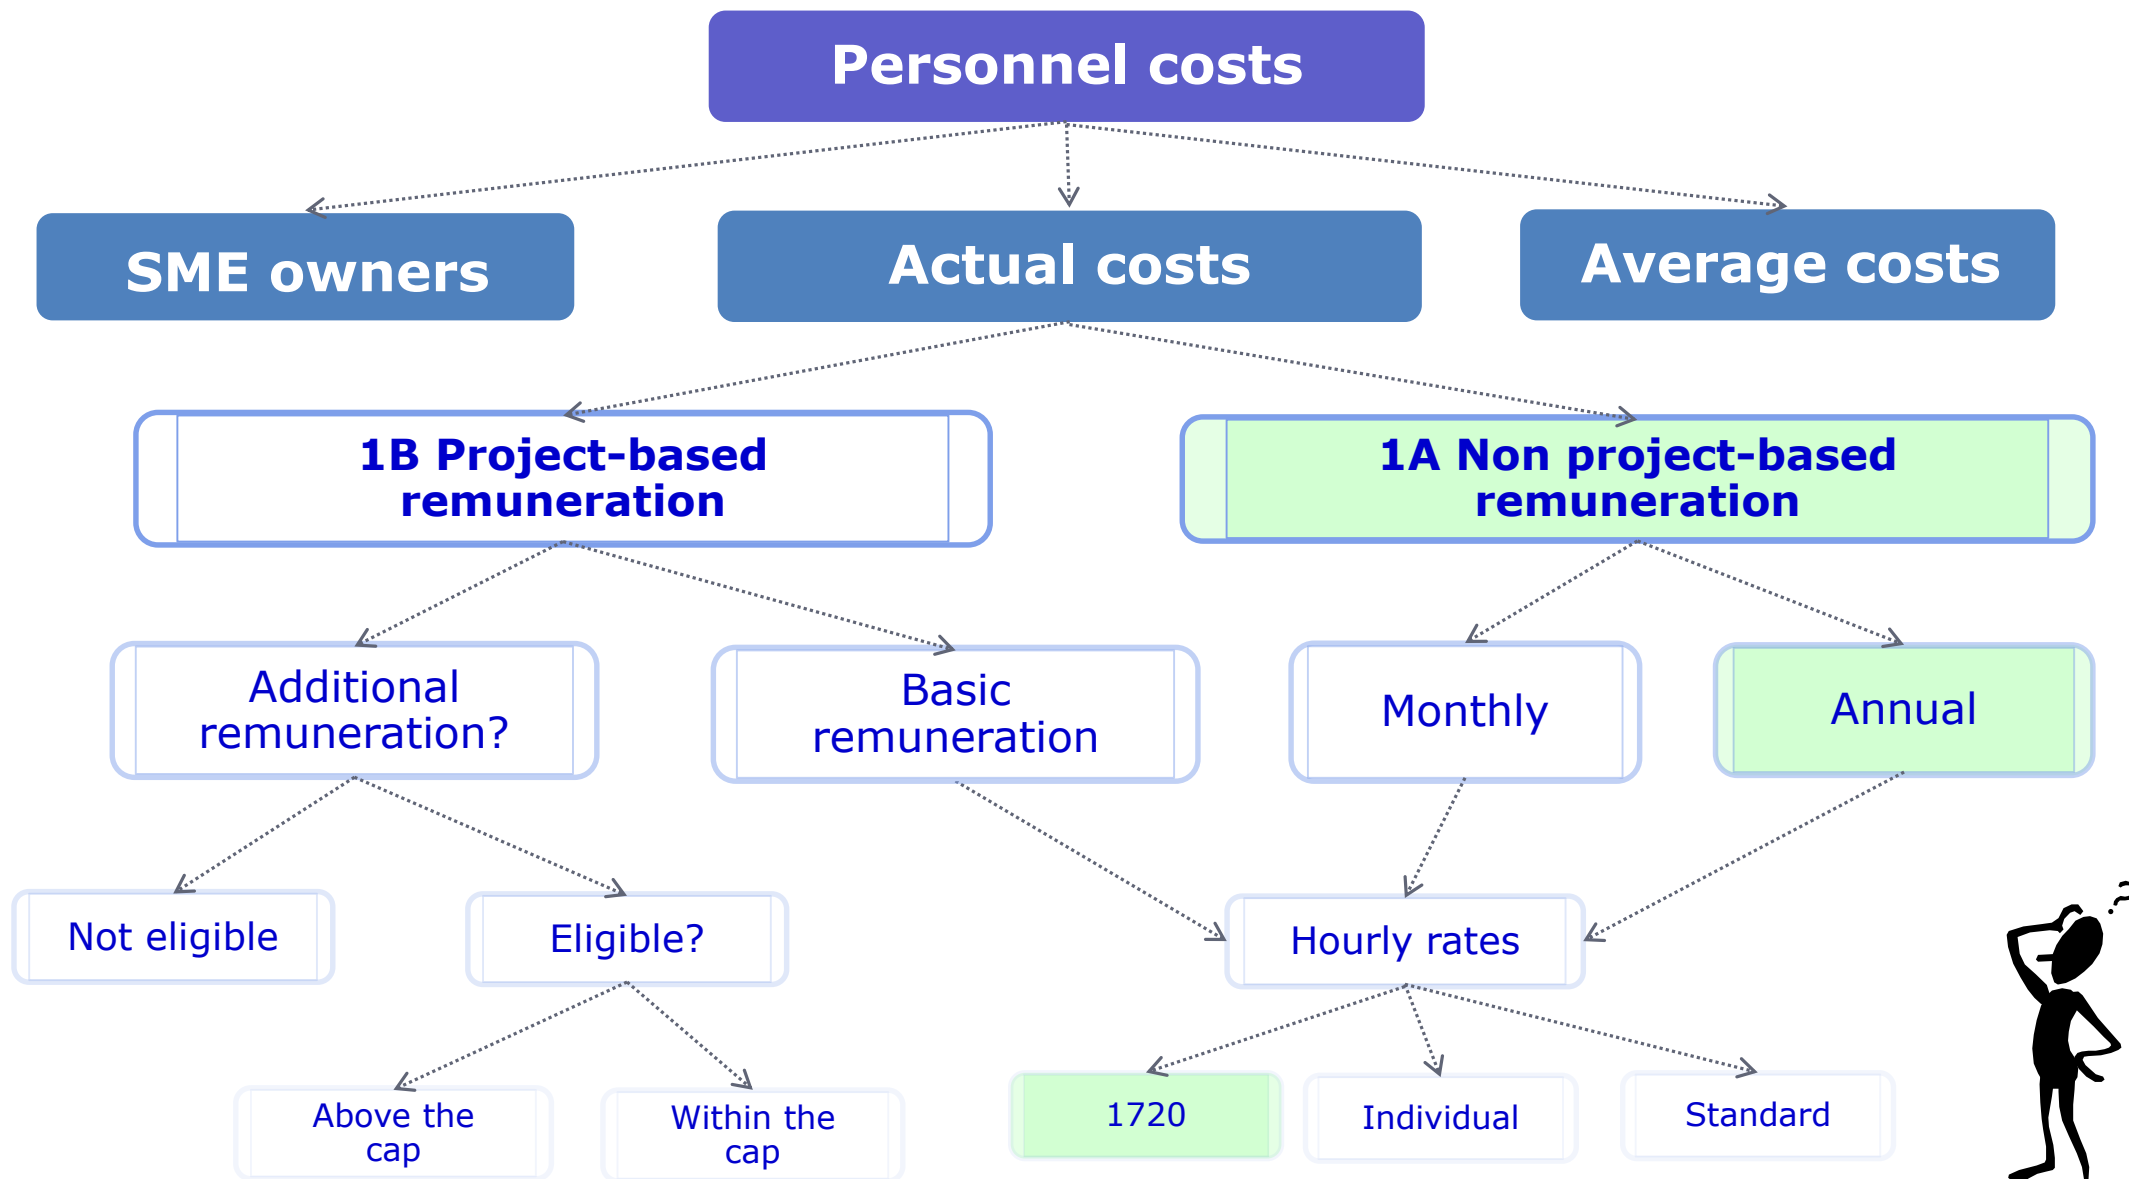 Personnel costs
SME owners
Actual costs
Average costs
1B Project-based
remuneration
1A Non project-based
remuneration
Additional
remuneration?
Basic
remuneration
Monthly
Annual
Not eligible
Eligible?
Hourly rates
Above the
cap
Within the
cap
1720
Individual
Standard